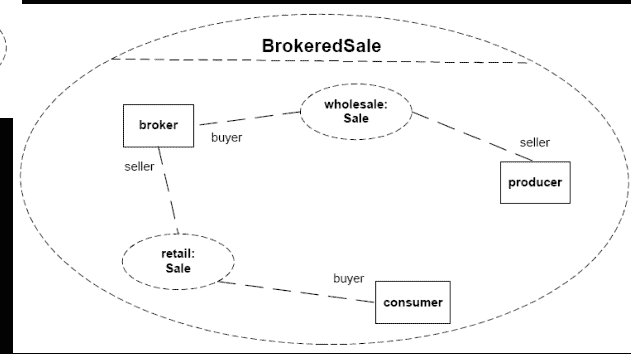 BrokeredSale
wholesale:
Sale
broker
buyer
seller
seller
producer
retail:
Sale
buyer
consumer